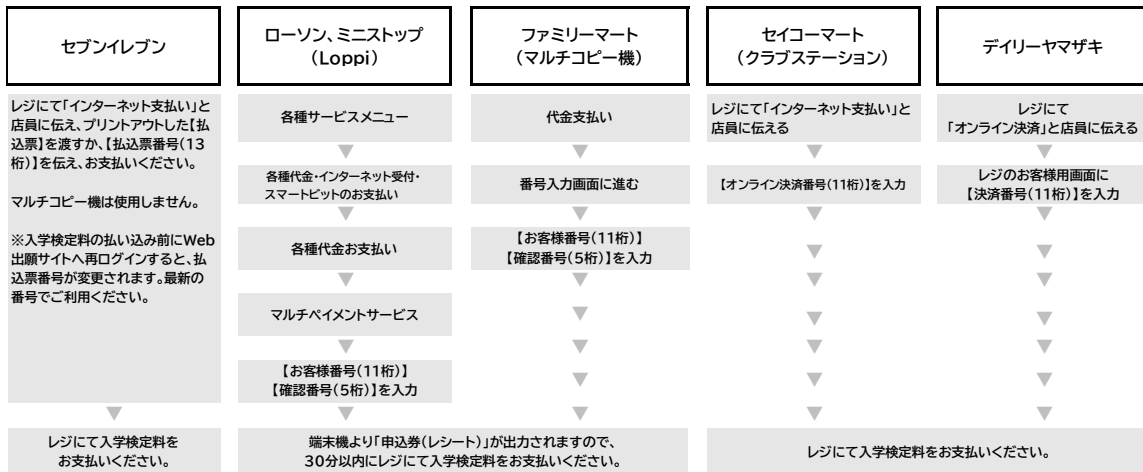 セブンイレブン
レジにて「インターネット支払い」と
店員に伝え、プリントアウトした【払
込票】を渡すか、【払込票番号(13
桁)】を伝え、お支払いください。
マルチコピー機は使用しません。
※入学検定料の払い込み前にWeb
出願サイトへ再ログインすると、払
込票番号が変更されます。最新の
番号でご利用ください。
▼
レジにて入学検定料を
お支払いください。
ローソン、ミニストップ
(Loppi)
各種サービスメニュー
▼
各種代金・インターネット受付・
スマートピットのお支払い
▼
各種代金お支払い
▼
マルチペイメントサービス
▼
【お客様番号(11桁)】
【確認番号(5桁)】を入力
▼
ファミリーマート
(マルチコピー機)
代金支払い
▼
番号入力画面に進む
▼
【お客様番号(11桁)】
【確認番号(5桁)】を入力
▼
▼
▼
▼
▼
端末機より「申込券(レシート)」が出力されますので、
30分以内にレジにて入学検定料をお支払いください。
セイコーマート
(クラブステーション)
レジにて「インターネット支払い」と
店員に伝える
▼
【オンライン決済番号(11桁)】を入力
▼
▼
▼
▼
▼
▼
▼
デイリーヤマザキ
レジにて
「オンライン決済」と店員に伝える
▼
レジのお客様用画面に
【決済番号(11桁)】を入力
▼
▼
▼
▼
▼
▼
▼
レジにて入学検定料をお支払いください。